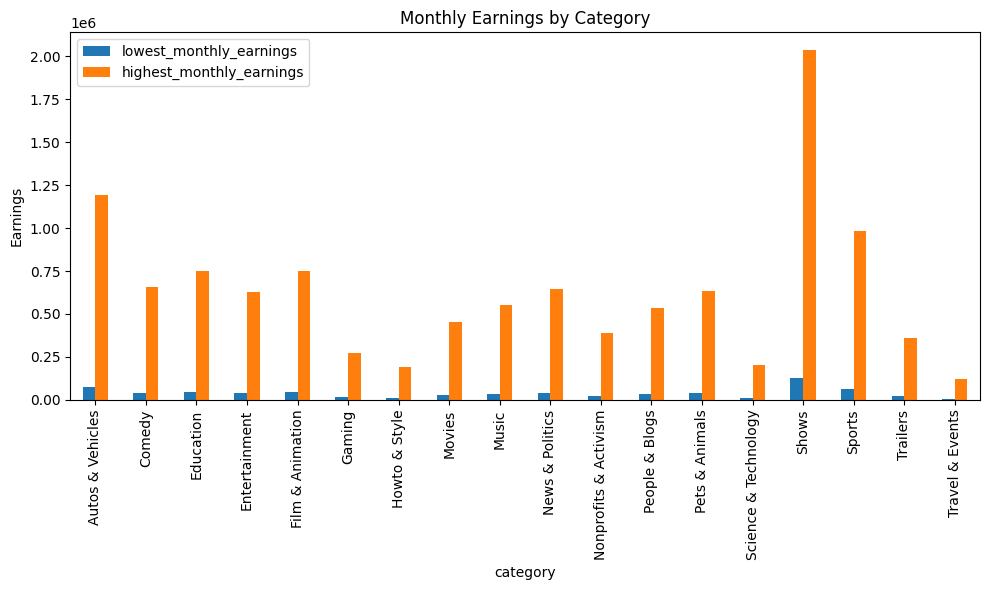 Monthly Earnings by Category
1e6
lowest_monthly_earnings
highest_monthly_earnings
2.00
1.75
1.50
1.25
1.00
0.75
0.50
0.25
0.00
Earnings
Autos & Vehicles
Comedy
Education
Entertainment
Film & Animation
Gaming
Howto & Style
Movies
Music
News & Politics
Nonprofits & Activism
People & Blogs
Pets & Animals
Science & Technology
Shows
Sports
Trailers
Travel & Events
category